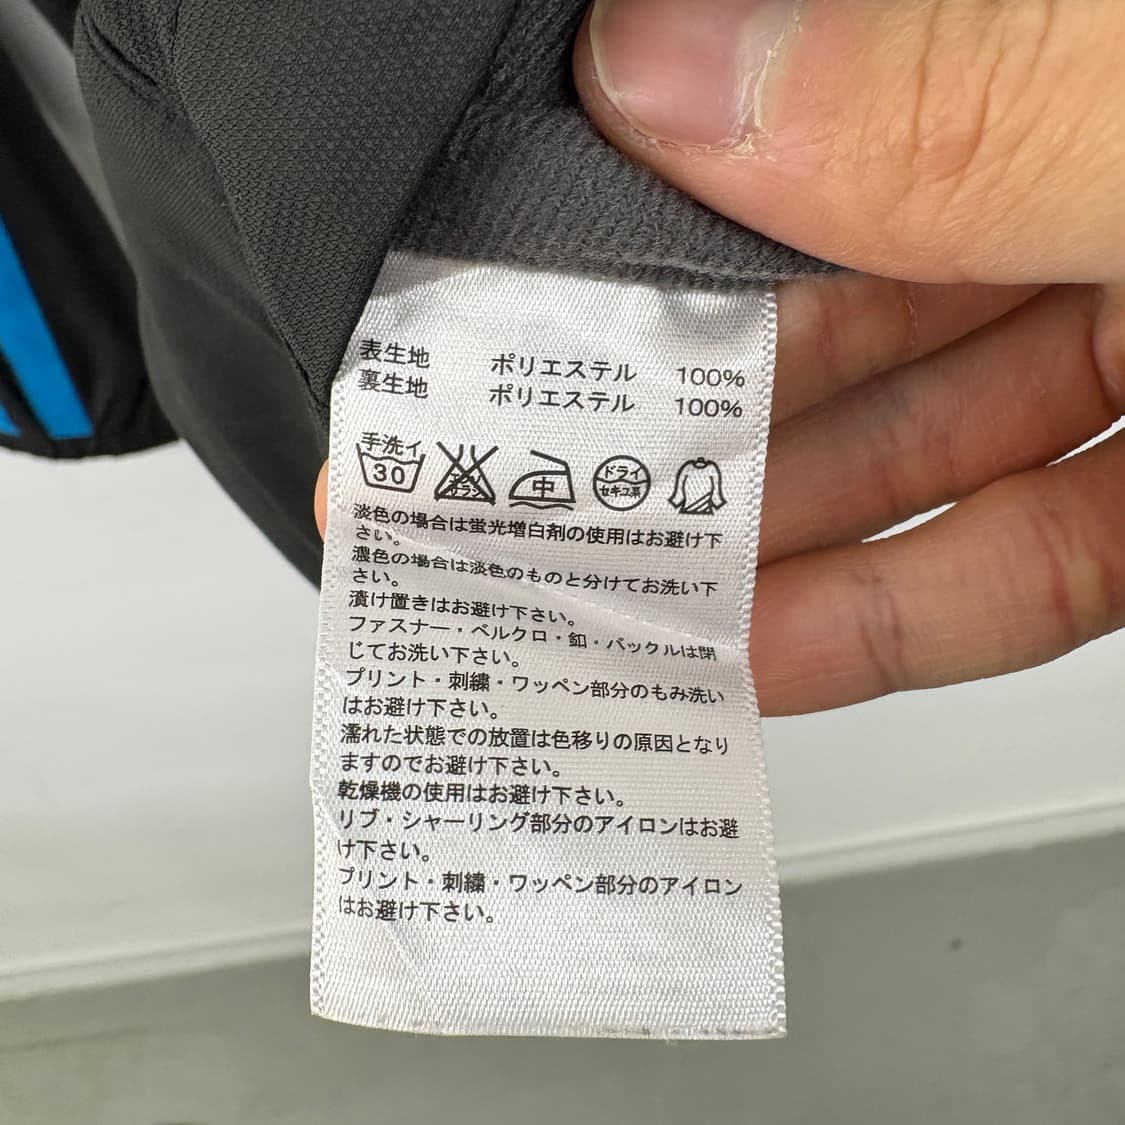 表生地 ポリエステル 100%
裏生地 ポリエステル 100%
手洗イ 30 エンソサラシ 中 ドライ セキユ系
淡色の場合は蛍光増白剤の使用はお避け下
さい。
濃色の場合は淡色のものと分けてお洗い下
さい。
漬け置きはお避け下さい。
ファスナー・ベルクロ・釦・バックルは閉
じてお洗い下さい。
プリント・刺繍・ワッペン部分のもみ洗い
はお避け下さい。
濡れた状態での放置は色移りの原因となり
ますのでお避け下さい。
乾燥機の使用はお避け下さい。
リブ・シャーリング部分のアイロンはお避
け下さい。
プリント・刺繍・ワッペン部分のアイロン
はお避け下さい。